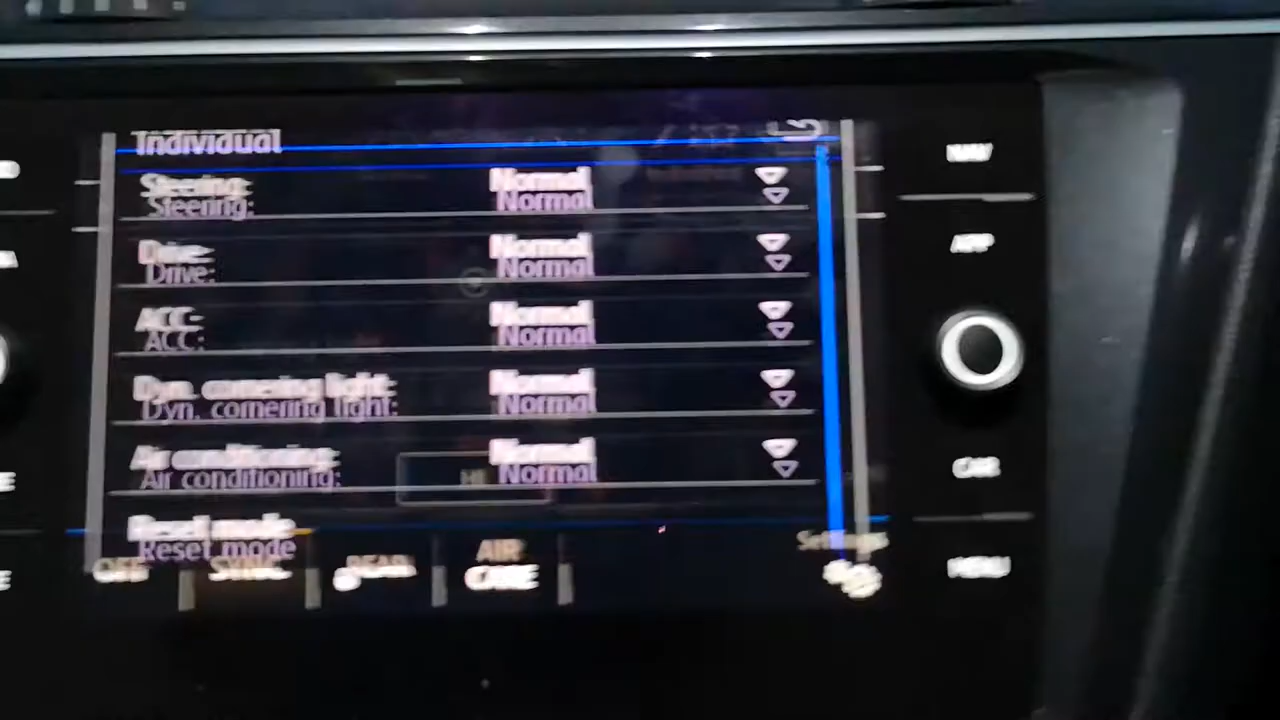 Individual
NAV
Steering: Normal
Drive: Normal
APP
ACC: Normal
Dyn. cornering light: Normal
Air conditioning: Normal
CAR
Reset mode
Settings
OFF SYNC REAR AIR CARE
MENU